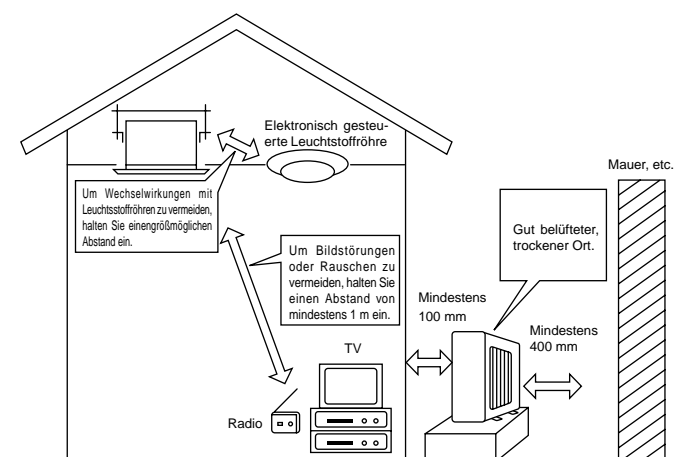 Elektronisch gesteu-
erte Leuchtstoffröhre
Mauer, etc.
Um Wechselwirkungen mit
Leuchtsstoffröhren zu vermeiden,
halten Sie einengrößmöglichen
Abstand ein.
Gut belüfteter,
trockener Ort.
Um Bildstörungen
oder Rauschen zu
vermeiden, halten Sie
einen Abstand von
mindestens 1 m ein.
Mindestens
100 mm
Mindestens
400 mm
TV
Radio